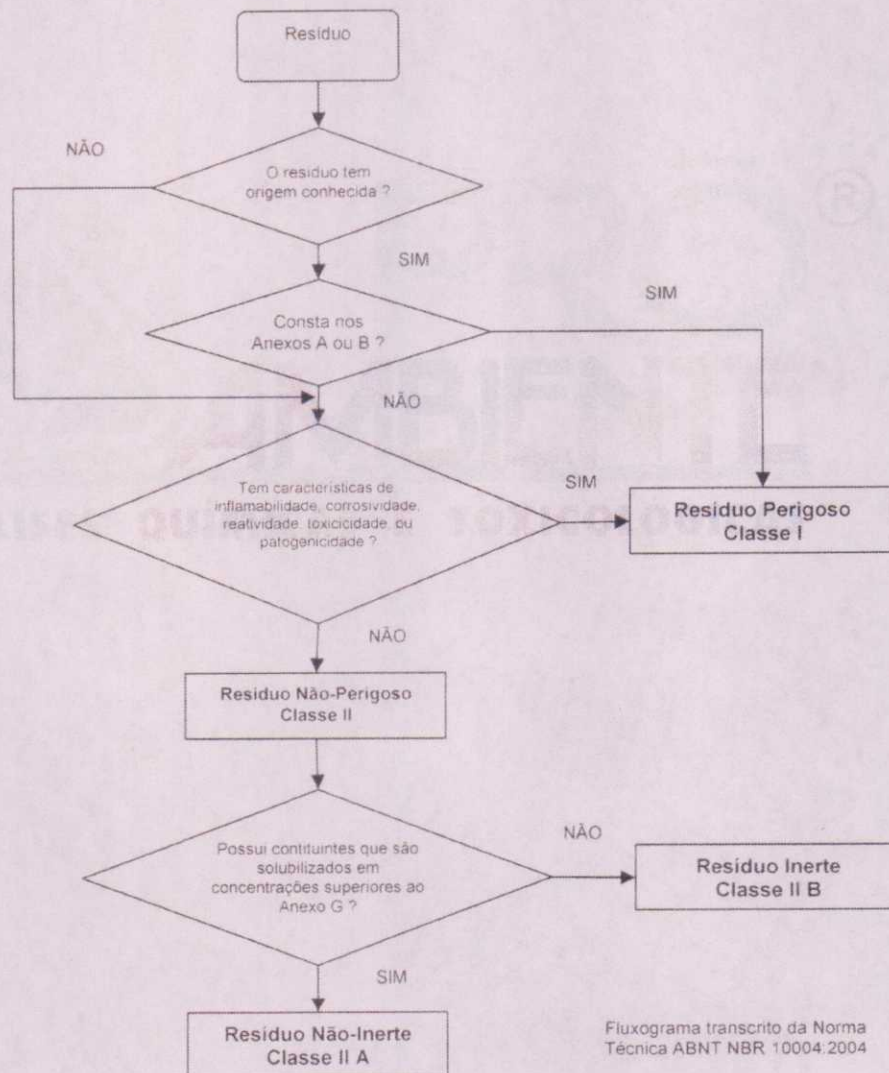 Resíduo
NÃO
O resíduo tem
origem conhecida ?
SIM
SIM
Consta nos
Anexos A ou B ?
NÃO
Tem características de
inflamabilidade, corrosividade,
reatividade, toxicicidade, ou
patogenicidade ?
SIM
Resíduo Perigoso
Classe I
NÃO
Resíduo Não-Perigoso
Classe II
Possui contituintes que são
solubilizados em
concentrações superiores ao
Anexo G ?
NÃO
Resíduo Inerte
Classe II B
SIM
Resíduo Não-Inerte
Classe II A
Fluxograma transcrito da Norma
Técnica ABNT NBR 10004:2004
®